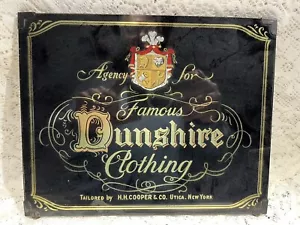 Agency for
Famous
Dunshire
Clothing
TAILORED by H.H. COOPER & CO. UTICA, NEW YORK